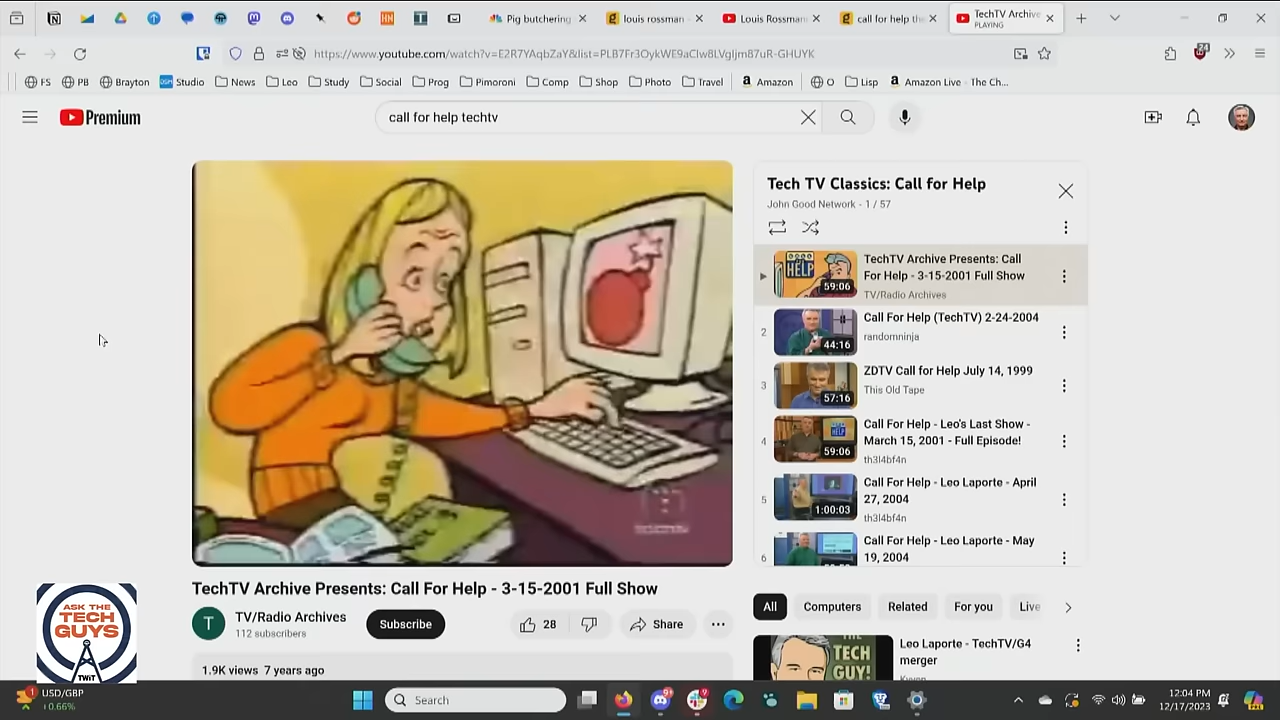 Pig butchering
louis rossman
Louis Rossman
call for help the
TechTV Archive
PLAYING
https://www.youtube.com/watch?v=E2R7YAqbZaY&list=PLB7Fr3OykWE9aClw8LVgljm87uR-GHUYK
24
FS
PB
Brayton
Studio
News
Leo
Study
Social
Prog
Pimoroni
Comp
Shop
Photo
Travel
Amazon
O
Lisp
Amazon Live - The Ch...
Premium
call for help techtv
Tech TV Classics: Call for Help
John Good Network - 1 / 57
HELP
59:06
TechTV Archive Presents: Call
For Help - 3-15-2001 Full Show
TV/Radio Archives
2
44:16
Call For Help (TechTV) 2-24-2004
randomninja
3
57:16
ZDTV Call for Help July 14, 1999
This Old Tape
4
59:06
Call For Help - Leo's Last Show -
March 15, 2001 - Full Episode!
th3l4bf4n
5
1:00:03
Call For Help - Leo Laporte - April
27, 2004
th3l4bf4n
6
Call For Help - Leo Laporte - May
19, 2004
TechTV Archive Presents: Call For Help - 3-15-2001 Full Show
T
TV/Radio Archives
112 subscribers
Subscribe
28
Share
1.9K views 7 years ago
All
Computers
Related
For you
Live
THE
TECH
GUY!
Leo Laporte - TechTV/G4
merger
ASK THE
TECH
GUYS
TWiT
1
USD/GBP
+0.66%
Search
12:04 PM
12/17/2023